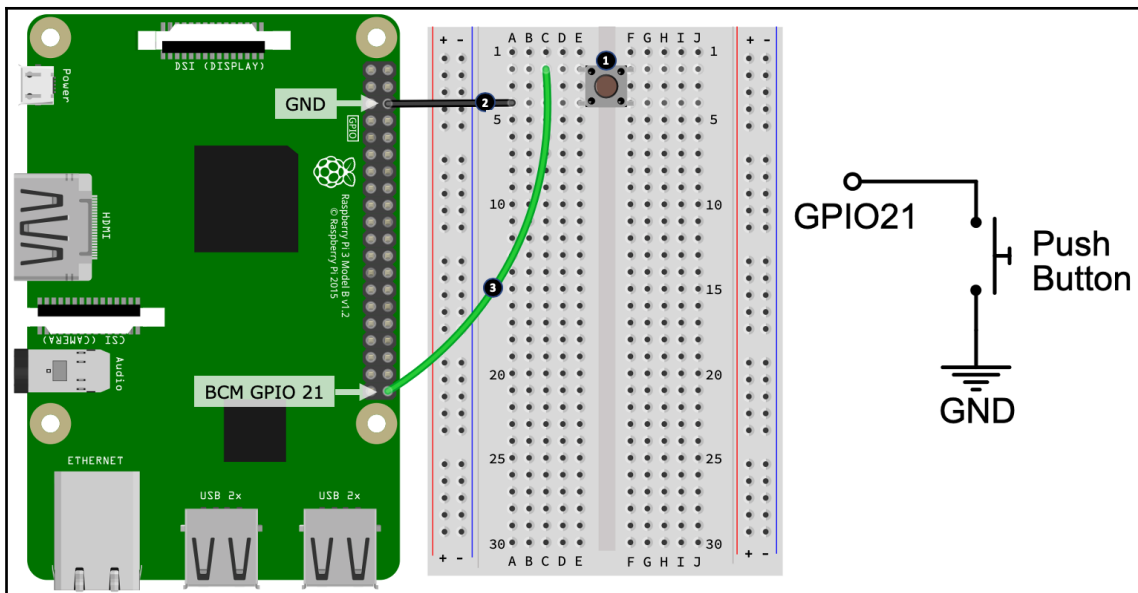 DSI (DISPLAY)
Power
GND
GPIO
Raspberry Pi 3 Model B v1.2
© Raspberry Pi 2015
HDMI
CSI (CAMERA)
Audio
BCM GPIO 21
ETHERNET
USB 2x
USB 2x
+ -
A B C D E
F G H I J
+ -
1
1
5
5
10
10
15
15
20
20
25
25
30
30
+ -
A B C D E
F G H I J
+ -
1
2
3
GPIO21
Push
Button
GND